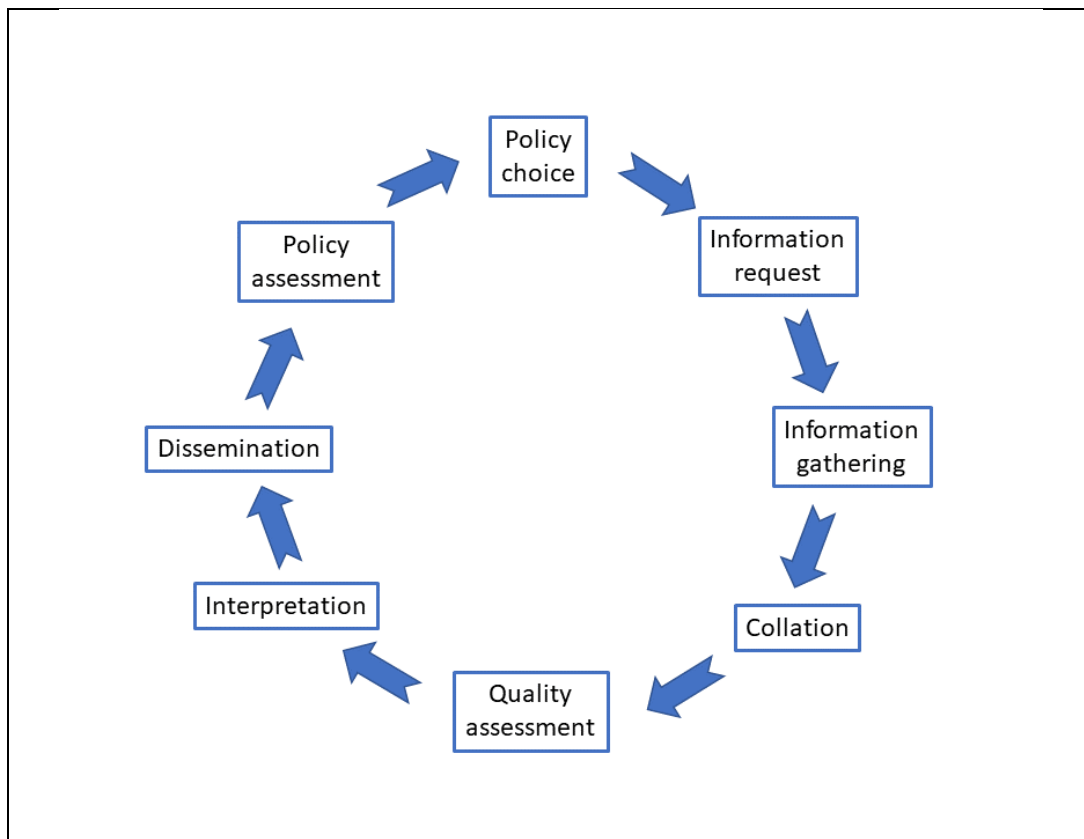 Policy
choice
Information
request
Information
gathering
Collation
Quality
assessment
Interpretation
Dissemination
Policy
assessment